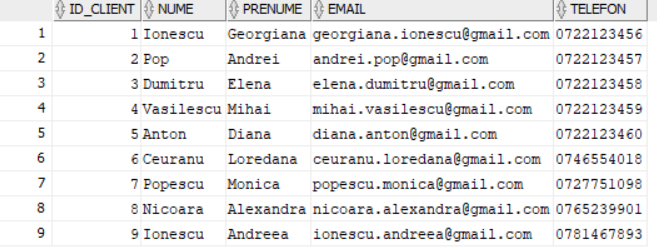 ID_CLIENT NUME PRENUME EMAIL TELEFON
1 1 Ionescu Georgiana georgiana.ionescu@gmail.com 0722123456
2 2 Pop Andrei andrei.pop@gmail.com 0722123457
3 3 Dumitru Elena elena.dumitru@gmail.com 0722123458
4 4 Vasilescu Mihai mihai.vasilescu@gmail.com 0722123459
5 5 Anton Diana diana.anton@gmail.com 0722123460
6 6 Ceuranu Loredana ceuranu.loredana@gmail.com 0746554018
7 7 Popescu Monica popescu.monica@gmail.com 0727751098
8 8 Nicoara Alexandra nicoara.alexandra@gmail.com 0765239901
9 9 Ionescu Andreea ionescu.andreea@gmail.com 0781467893